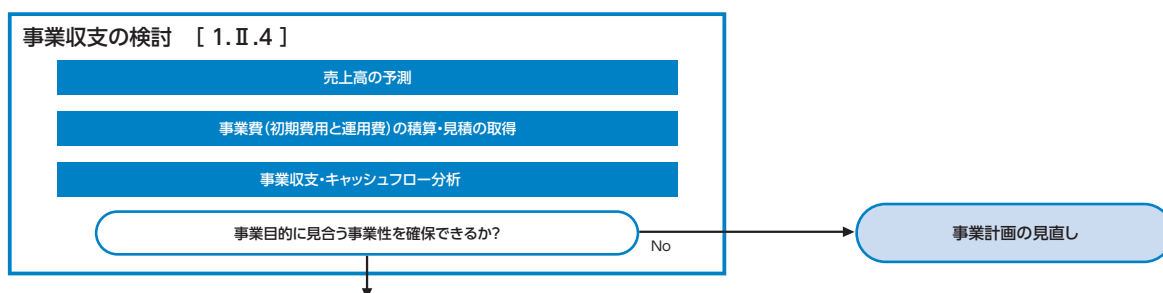 事業収支の検討 [ 1.Ⅱ.4 ]
売上高の予測
事業費(初期費用と運用費)の積算・見積の取得
事業収支・キャッシュフロー分析
事業目的に見合う事業性を確保できるか?
No
事業計画の見直し